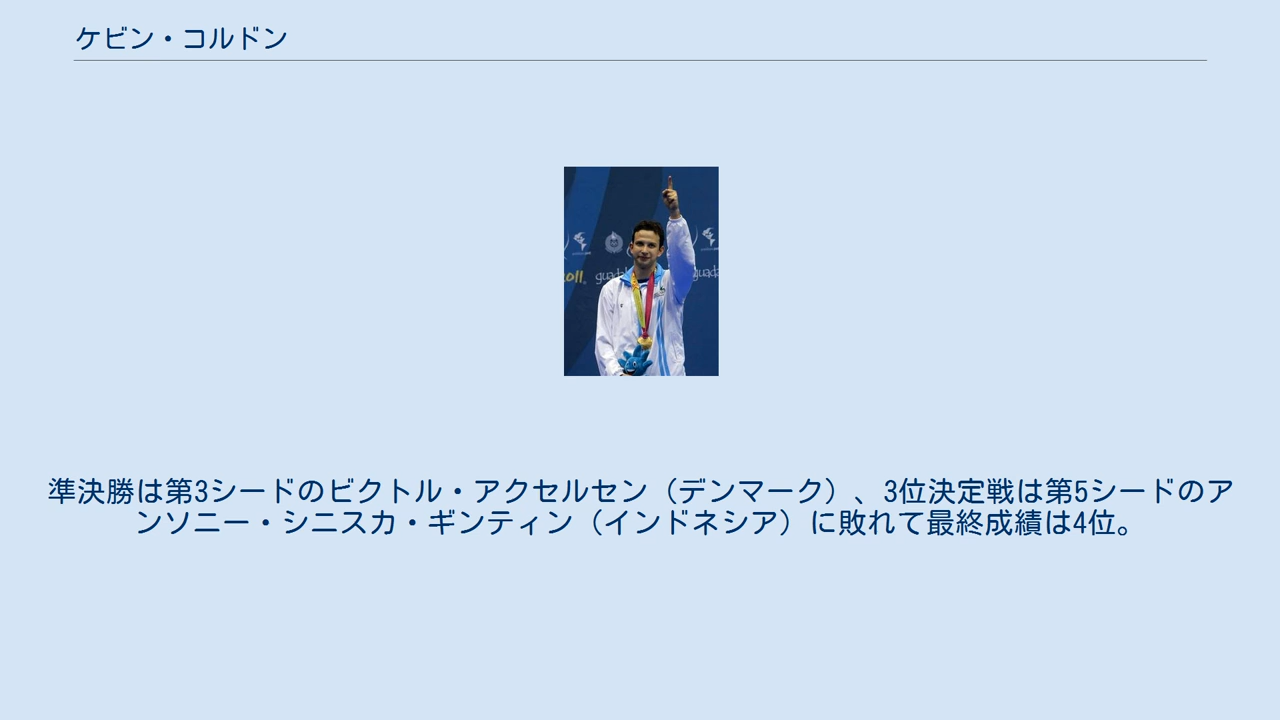 ケビン・コルドン
2011.
guadal
guada
準決勝は第3シードのビクトル・アクセルセン（デンマーク）、3位決定戦は第5シードのア
ンソニー・シニスカ・ギンティン（インドネシア）に敗れて最終成績は4位。